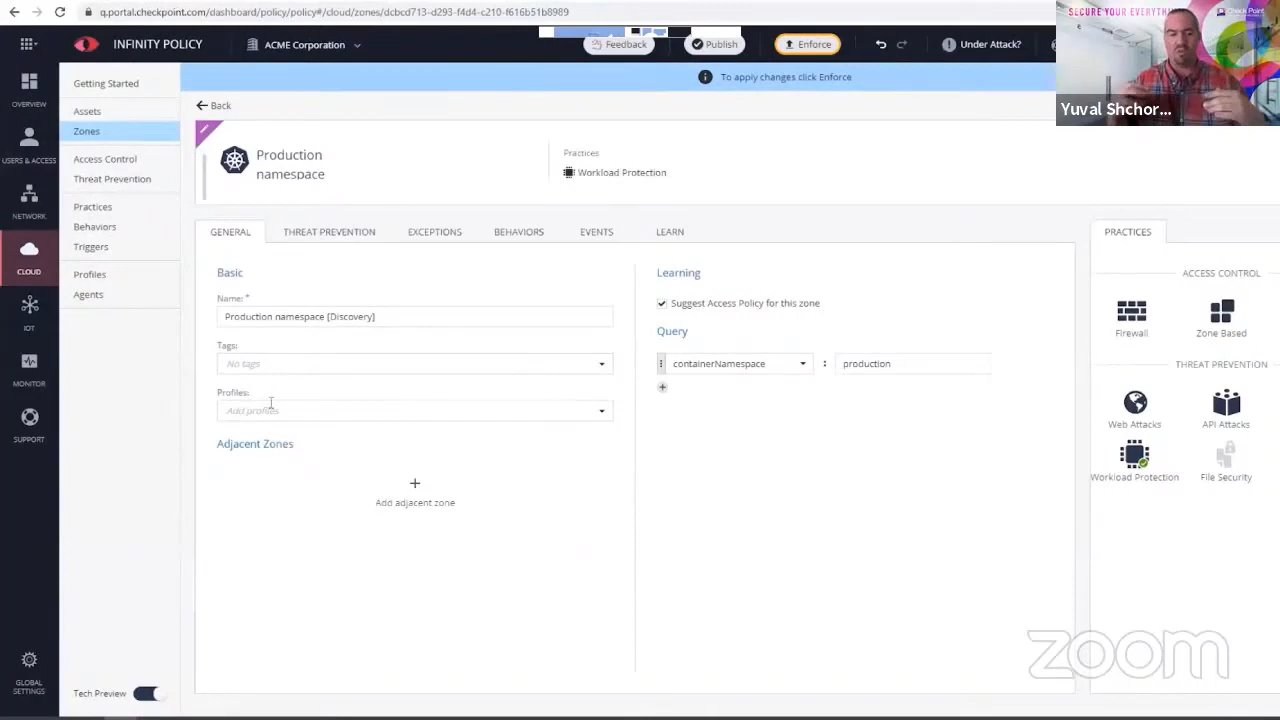 q.portal.checkpoint.com/dashboard/policy/policy#/cloud/zones/dcbcd713-d293-f4d4-c210-f616b51b8989
SECURE YOUR EVERYTHING
Check Point
INFINITY POLICY
ACME Corporation
Feedback
Publish
Enforce
Under Attack?
Yuval Shchor...
To apply changes click Enforce
OVERVIEW
USERS & ACCESS
NETWORK
CLOUD
IOT
MONITOR
SUPPORT
GLOBAL
SETTINGS
Getting Started
Assets
Zones
Access Control
Threat Prevention
Practices
Behaviors
Triggers
Profiles
Agents
Tech Preview
Back
Production
namespace
Practices
Workload Protection
GENERAL
THREAT PREVENTION
EXCEPTIONS
BEHAVIORS
EVENTS
LEARN
Basic
Name: *
Production namespace [Discovery]
Tags:
No tags
Profiles:
Add profiles
Adjacent Zones
+
Add adjacent zone
Learning
Suggest Access Policy for this zone
Query
containerNamespace
:
production
PRACTICES
ACCESS CONTROL
Firewall
Zone Based
THREAT PREVENTION
Web Attacks
API Attacks
Workload Protection
File Security
zoom